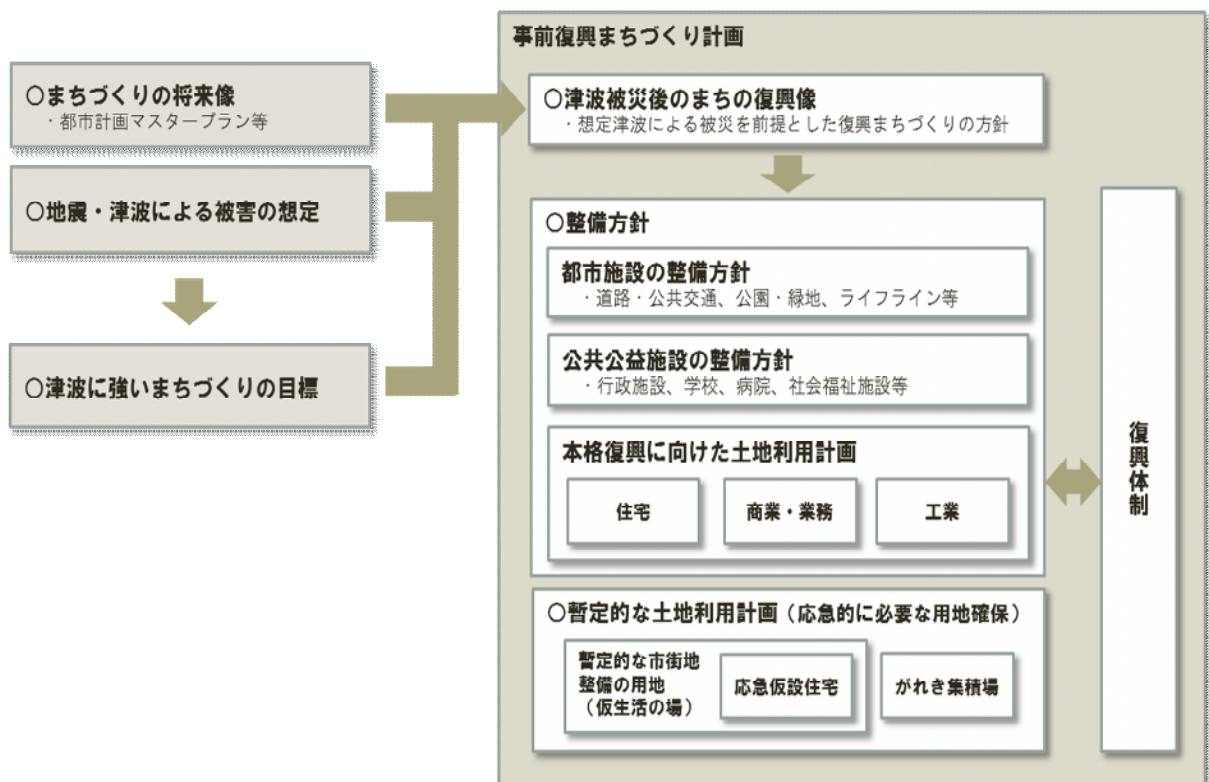 ○まちづくりの将来像
・都市計画マスタープラン等
○地震・津波による被害の想定
○津波に強いまちづくりの目標
事前復興まちづくり計画
○津波被災後のまちの復興像
・想定津波による被災を前提とした復興まちづくりの方針
○整備方針
都市施設の整備方針
・道路・公共交通、公園・緑地、ライフライン等
公共公益施設の整備方針
・行政施設、学校、病院、社会福祉施設等
本格復興に向けた土地利用計画
住宅
商業・業務
工業
○暫定的な土地利用計画（応急的に必要な用地確保）
暫定的な市街地
整備の用地
（仮生活の場）
応急仮設住宅
がれき集積場
復興体制